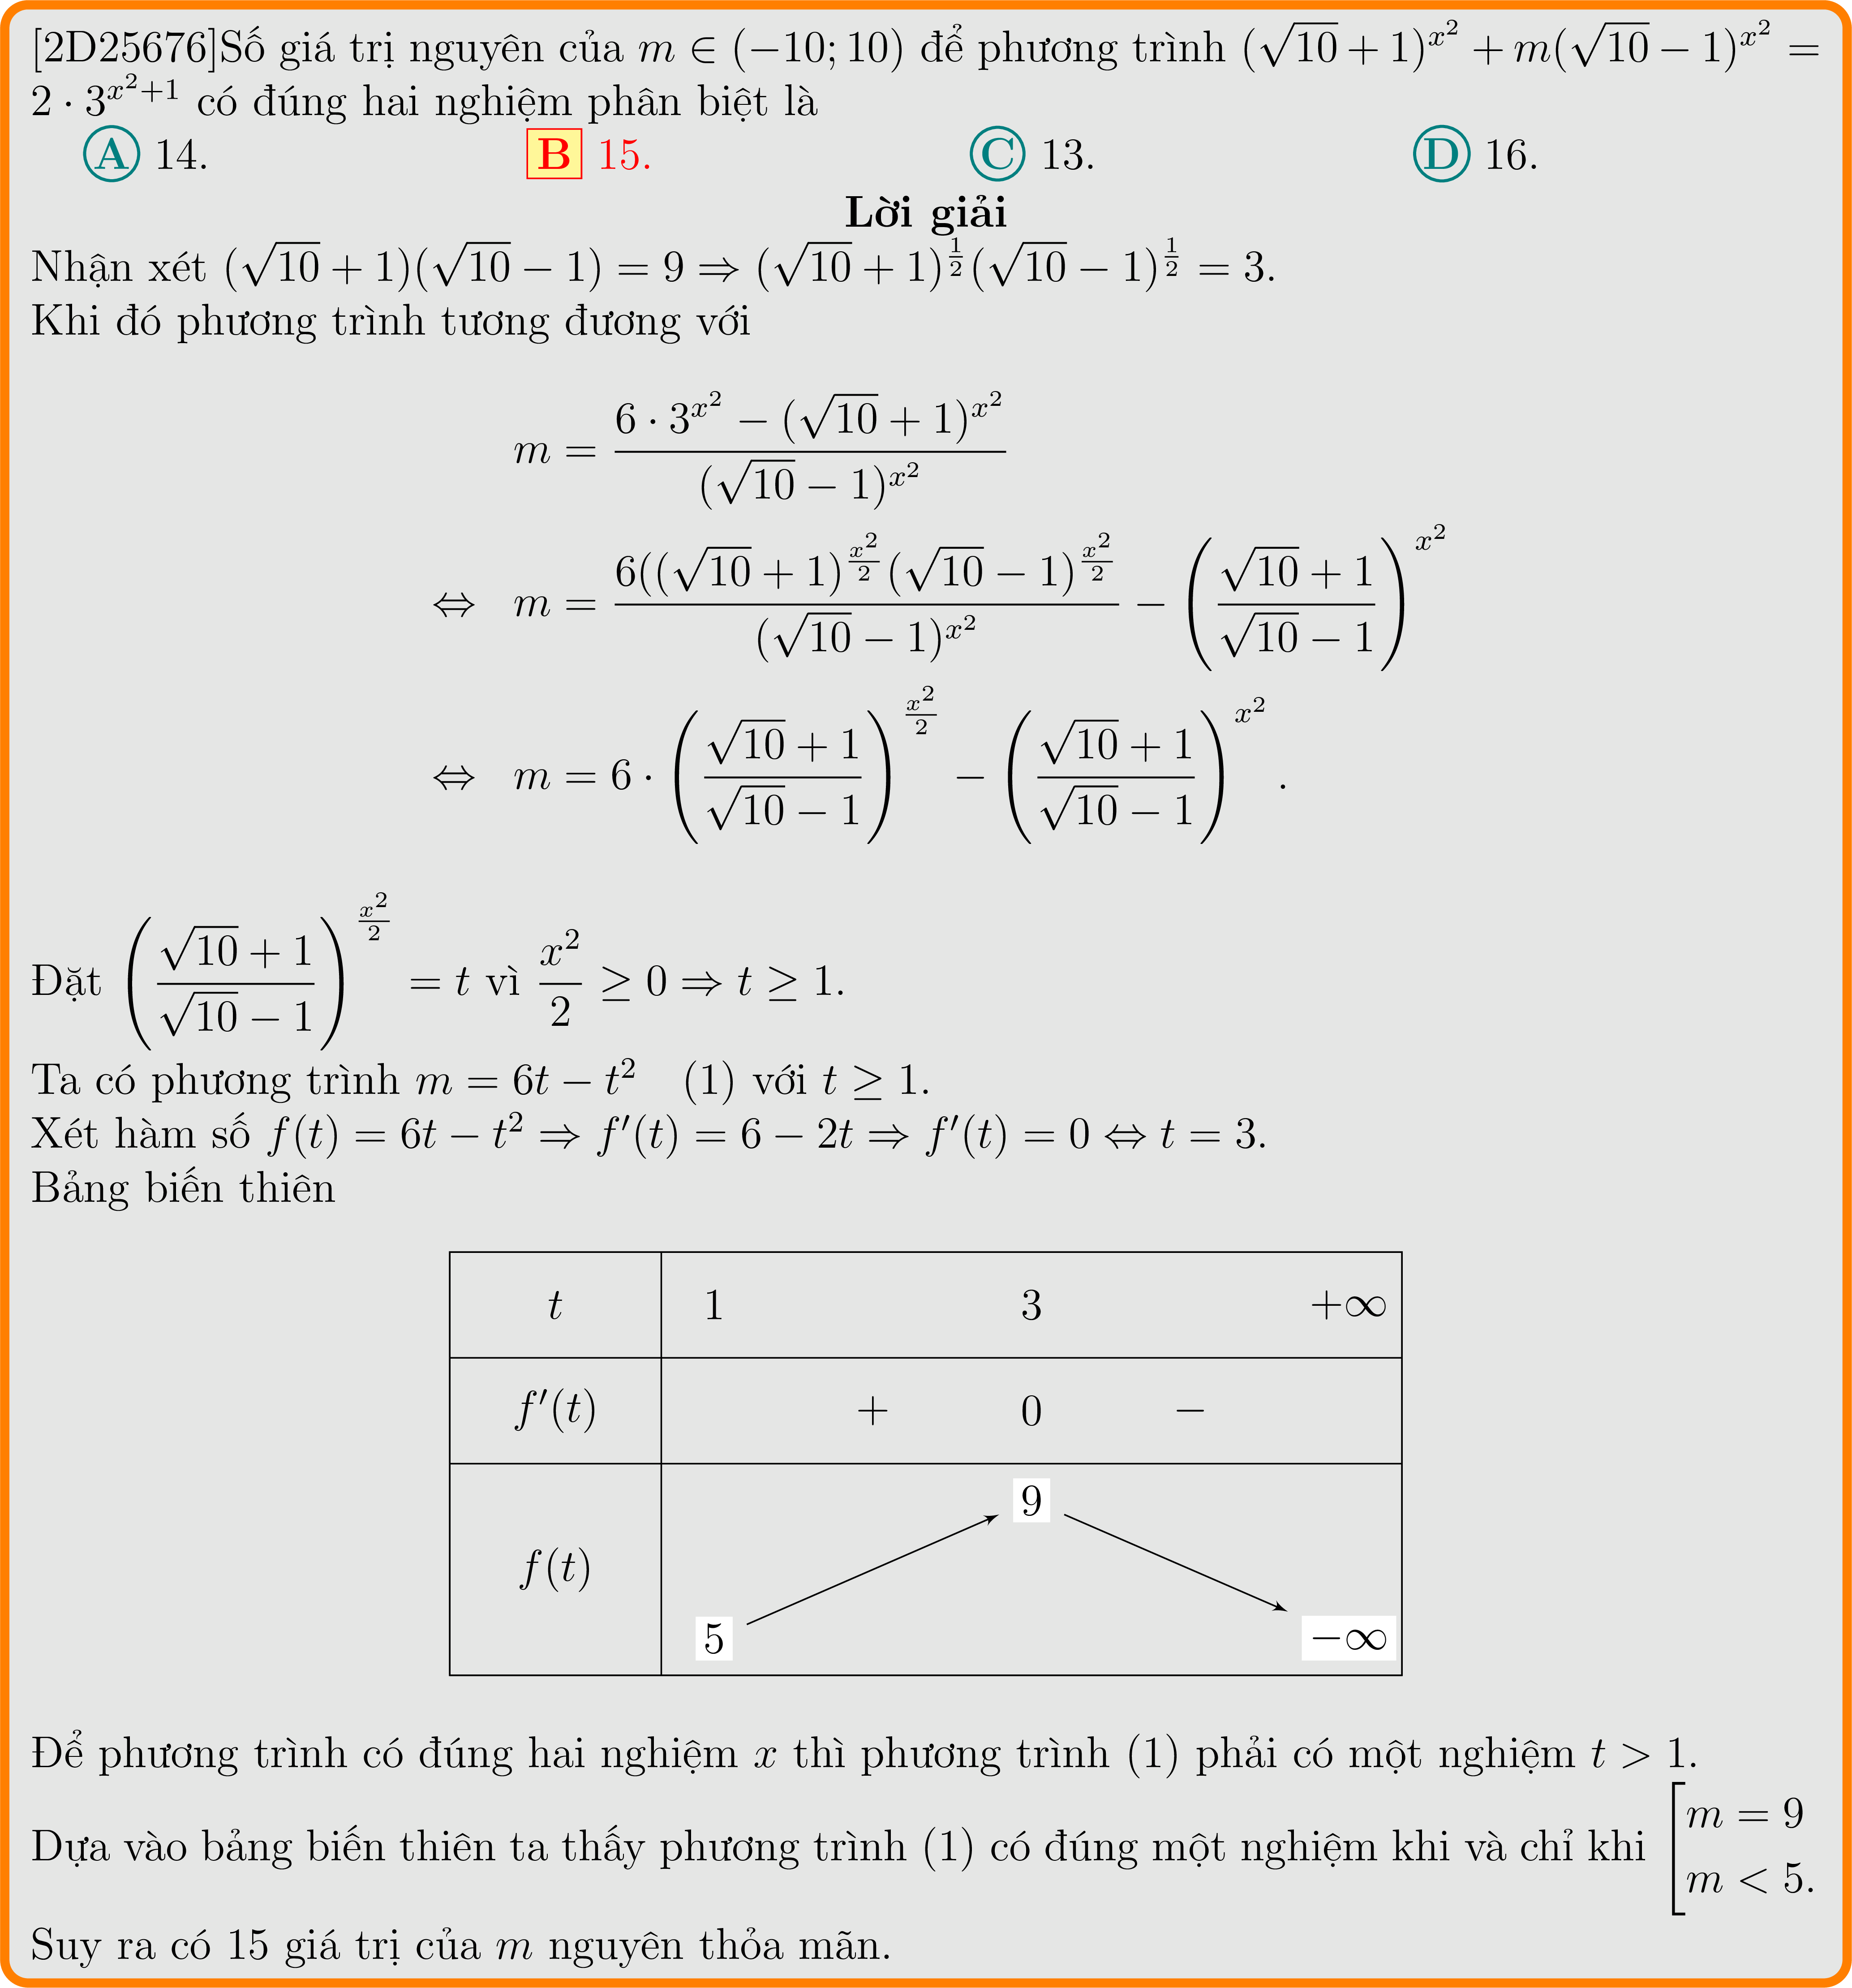 [2D25676]Số giá trị nguyên của $m \in (-10; 10)$ để phương trình $(\sqrt{10}+1)^{x^2} + m(\sqrt{10}-1)^{x^2} =$
$2 \cdot 3^{x^2+1}$ có đúng hai nghiệm phân biệt là
A 14. B 15. C 13. D 16.
Lời giải
Nhận xét $(\sqrt{10}+1)(\sqrt{10}-1) = 9 \Rightarrow (\sqrt{10}+1)^{\frac{1}{2}}(\sqrt{10}-1)^{\frac{1}{2}} = 3.$
Khi đó phương trình tương đương với
$m = \frac{6 \cdot 3^{x^2} - (\sqrt{10}+1)^{x^2}}{(\sqrt{10}-1)^{x^2}}$
$\Leftrightarrow m = \frac{6((\sqrt{10}+1)^{\frac{x^2}{2}}(\sqrt{10}-1)^{\frac{x^2}{2}}}{(\sqrt{10}-1)^{x^2}} - \left(\frac{\sqrt{10}+1}{\sqrt{10}-1}\right)^{x^2}$
$\Leftrightarrow m = 6 \cdot \left(\frac{\sqrt{10}+1}{\sqrt{10}-1}\right)^{\frac{x^2}{2}} - \left(\frac{\sqrt{10}+1}{\sqrt{10}-1}\right)^{x^2}.$
Đặt $\left(\frac{\sqrt{10}+1}{\sqrt{10}-1}\right)^{\frac{x^2}{2}} = t$ vì $\frac{x^2}{2} \geq 0 \Rightarrow t \geq 1.$
Ta có phương trình $m = 6t - t^2$ (1) với $t \geq 1.$
Xét hàm số $f(t) = 6t - t^2 \Rightarrow f'(t) = 6 - 2t \Rightarrow f'(t) = 0 \Leftrightarrow t = 3.$
Bảng biến thiên
$t$ 1 3 $+\infty$
$f'(t)$ + 0 −
$f(t)$ 5 9 $-\infty$
Để phương trình có đúng hai nghiệm $x$ thì phương trình (1) phải có một nghiệm $t > 1.$
Dựa vào bảng biến thiên ta thấy phương trình (1) có đúng một nghiệm khi và chỉ khi $\left[\begin{array}{l} m = 9 \\ m < 5. \end{array}\right.$
Suy ra có 15 giá trị của $m$ nguyên thỏa mãn.